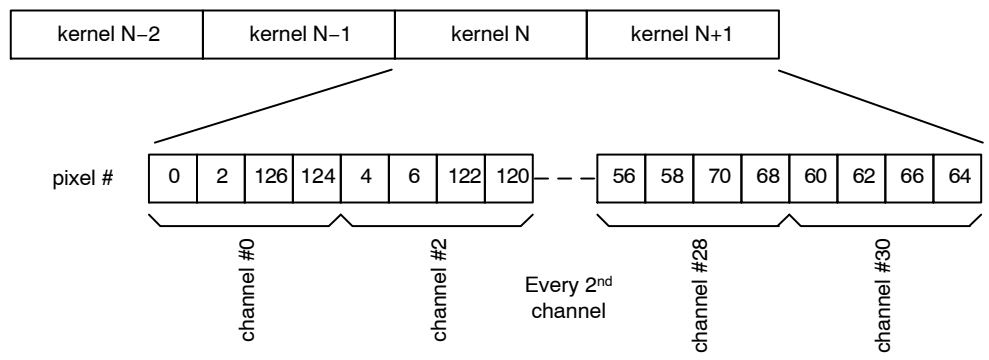 kernel N−2 kernel N−1 kernel N kernel N+1
pixel # 0 2 126 124 4 6 122 120 56 58 70 68 60 62 66 64
channel #0 channel #2 channel #28 channel #30
Every 2nd
channel